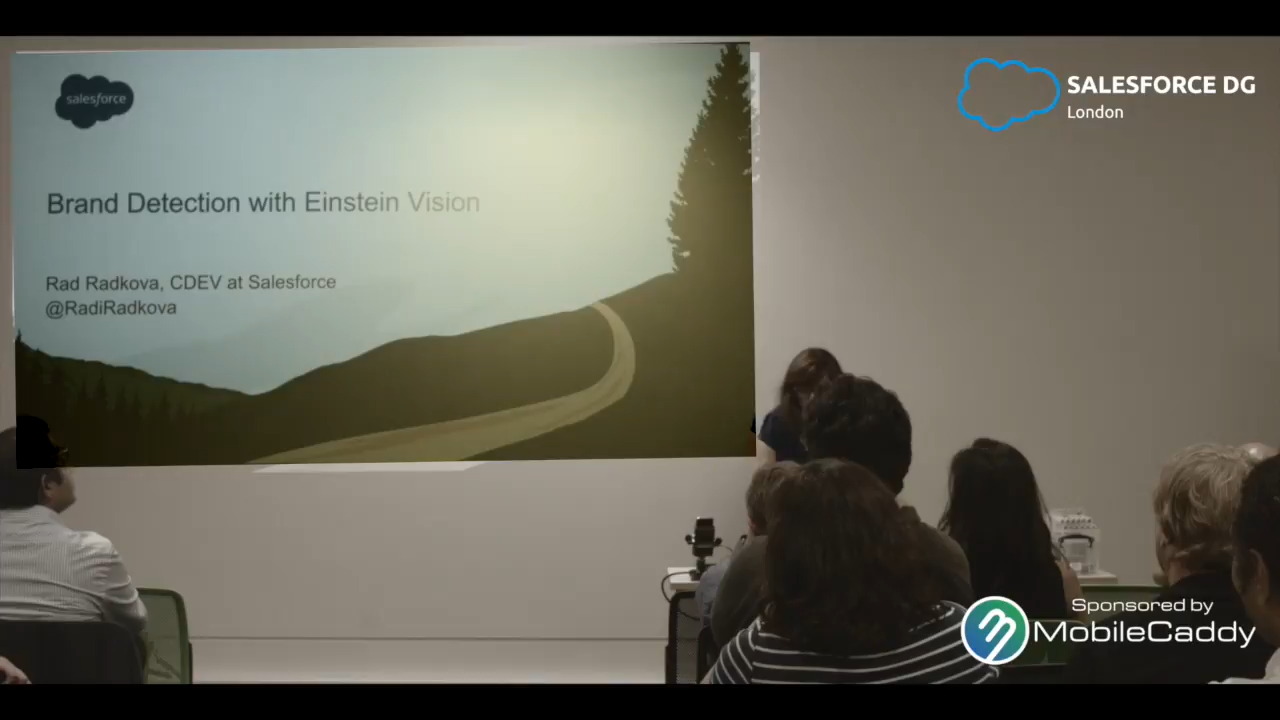 salesforce
Brand Detection with Einstein Vision
Rad Radkova, CDEV at Salesforce
@RadiRadkova
SALESFORCE DG
London
Sponsored by
MobileCaddy